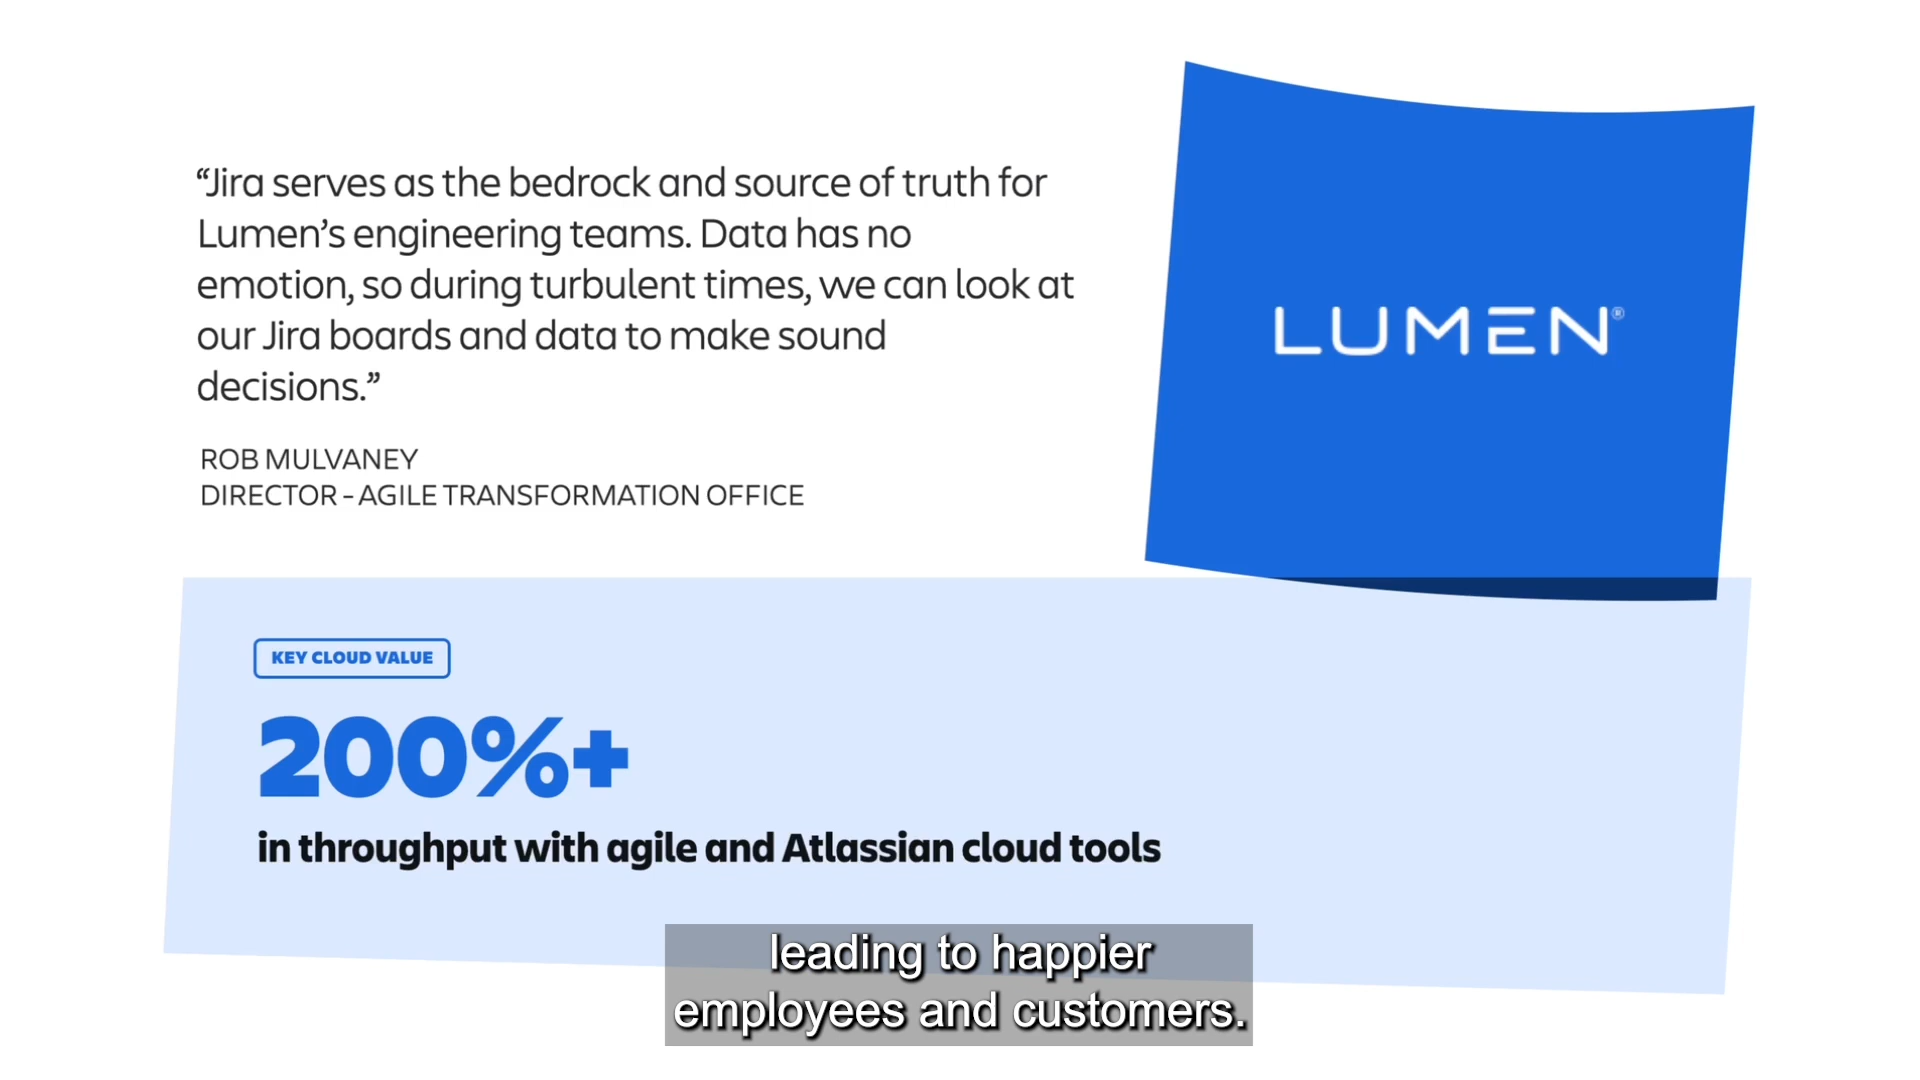 “Jira serves as the bedrock and source of truth for
Lumen’s engineering teams. Data has no
emotion, so during turbulent times, we can look at
our Jira boards and data to make sound
decisions.”
ROB MULVANEY
DIRECTOR – AGILE TRANSFORMATION OFFICE
LUMEN®
KEY CLOUD VALUE
200%+
in throughput with agile and Atlassian cloud tools
leading to happier
employees and customers.